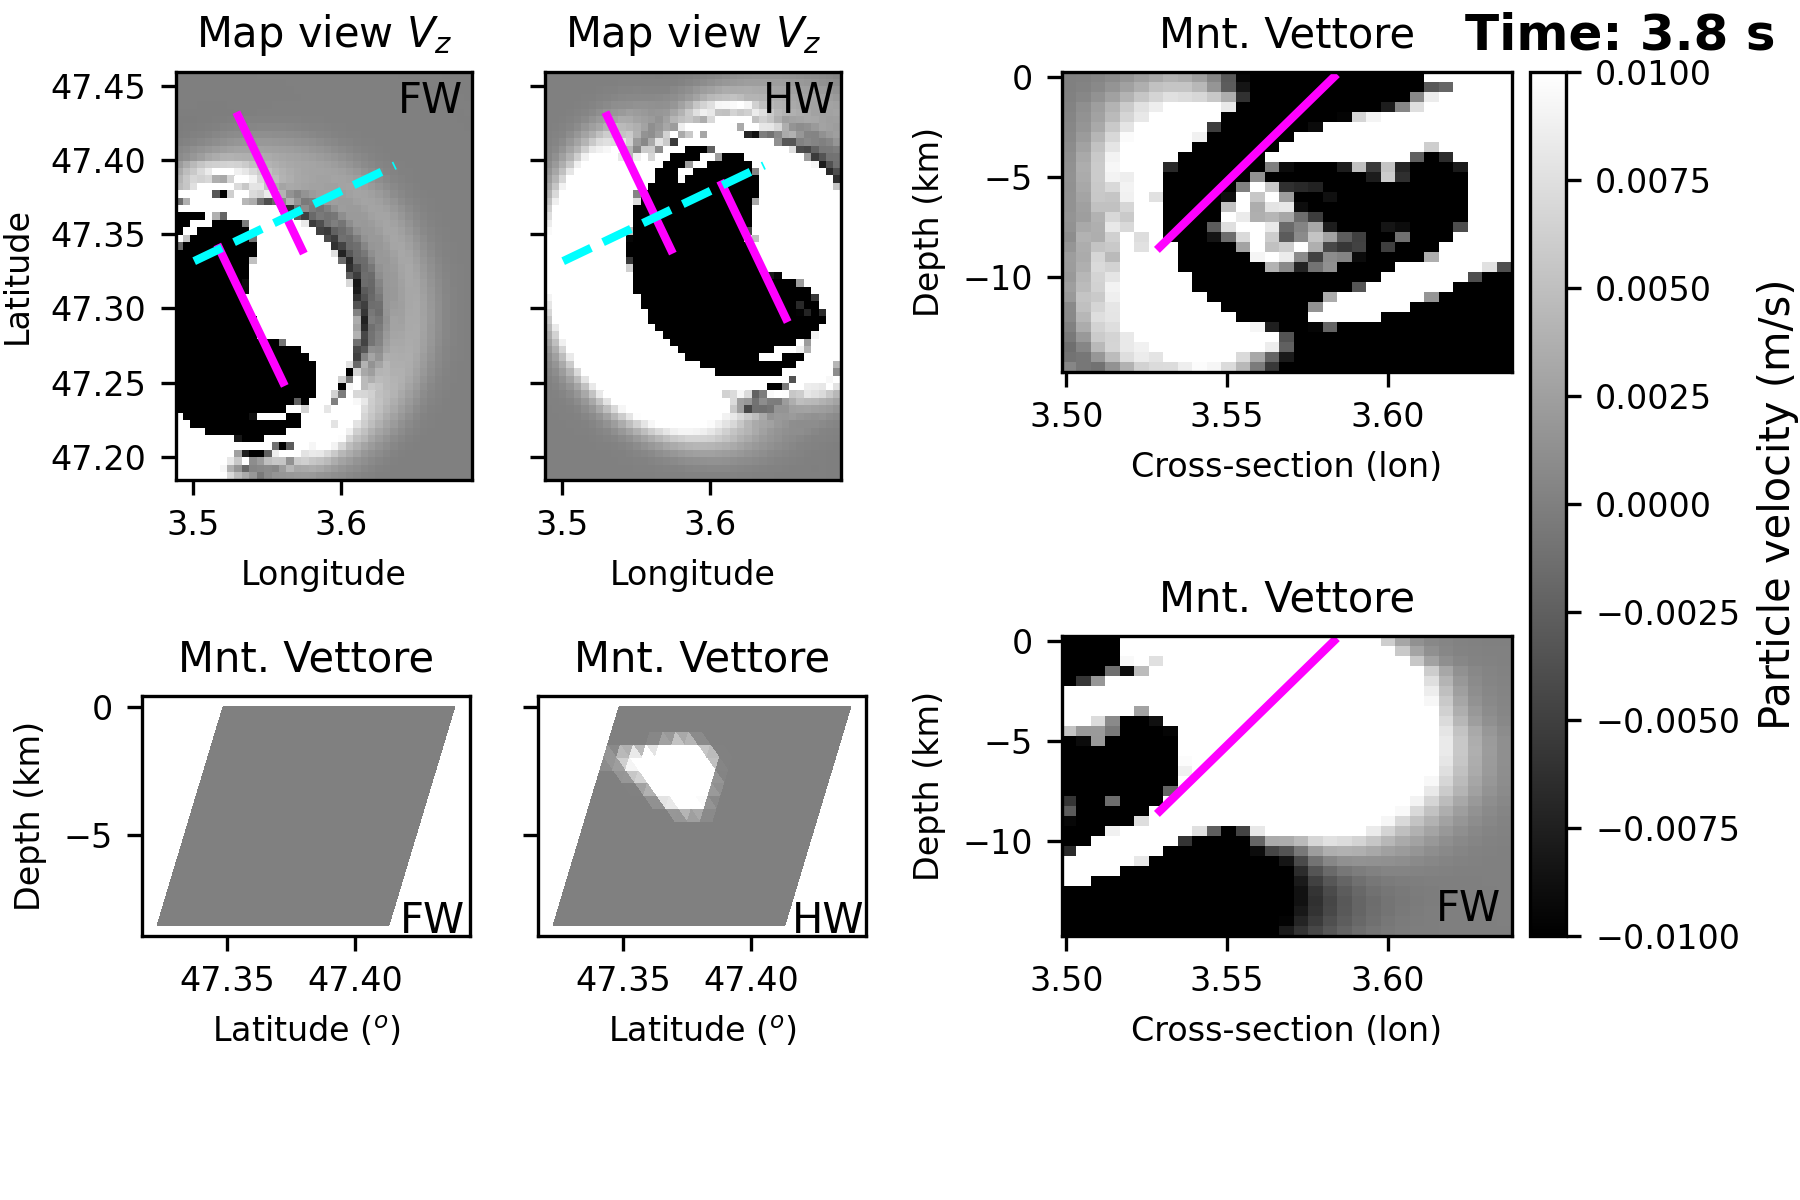 Map view Vz
Map view Vz
Mnt. Vettore
Time: 3.8 s
FW
HW
47.45
47.40
47.35
47.30
47.25
47.20
Latitude
3.5
3.6
Longitude
3.5
3.6
Longitude
0
−5
−10
Depth (km)
3.50
3.55
3.60
Cross-section (lon)
0.0100
0.0075
0.0050
0.0025
0.0000
−0.0025
−0.0050
−0.0075
−0.0100
Particle velocity (m/s)
Mnt. Vettore
Mnt. Vettore
Mnt. Vettore
0
−5
Depth (km)
FW
47.35
47.40
Latitude (o)
HW
47.35
47.40
Latitude (o)
0
−5
−10
Depth (km)
FW
3.50
3.55
3.60
Cross-section (lon)